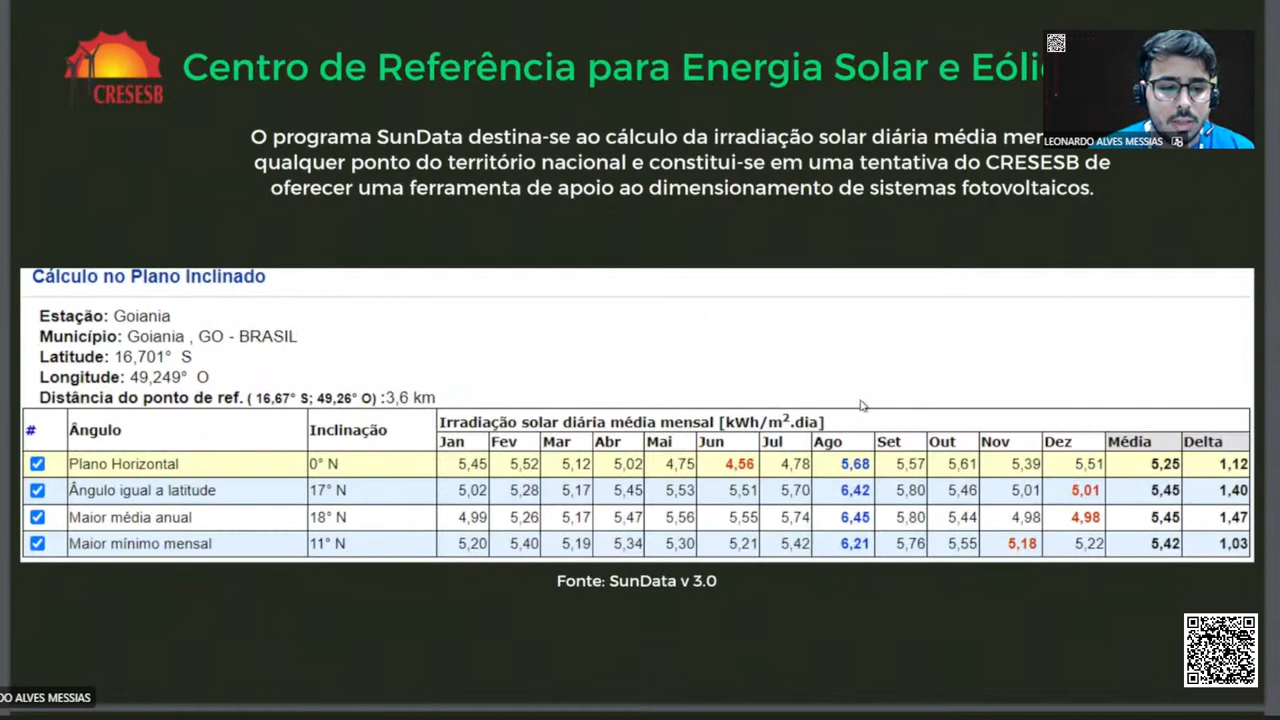 CRESESB
Centro de Referência para Energia Solar e
O programa SunData destina-se ao cálculo da irradiação solar diária média
LEONARDO ALVES MESSIAS
qualquer ponto do território nacional e constitui-se em uma tentativa do CRESESB de
oferecer uma ferramenta de apoio ao dimensionamento de sistemas fotovoltaicos.
Cálculo no Plano Inclinado
Estação: Goiania
Município: Goiania , GO - BRASIL
Latitude: 16,701° S
Longitude: 49,249° O
Distância do ponto de ref. ( 16,67° S; 49,26° O) :3,6 km
# Ângulo Inclinação Irradiação solar diária média mensal [kWh/m².dia]
Jan Fev Mar Abr Mai Jun Jul Ago Set Out Nov Dez Média Delta
Plano Horizontal 0° N 5,45 5,52 5,12 5,02 4,75 4,56 4,78 5,68 5,57 5,61 5,39 5,51 5,25 1,12
Ângulo igual a latitude 17° N 5,02 5,28 5,17 5,45 5,53 5,51 5,70 6,42 5,80 5,46 5,01 5,01 5,45 1,40
Maior média anual 18° N 4,99 5,26 5,17 5,47 5,56 5,55 5,74 6,45 5,80 5,44 4,98 4,98 5,45 1,47
Maior mínimo mensal 11° N 5,20 5,40 5,19 5,34 5,30 5,21 5,42 6,21 5,76 5,55 5,18 5,22 5,42 1,03
Fonte: SunData v 3.0
DO ALVES MESSIAS